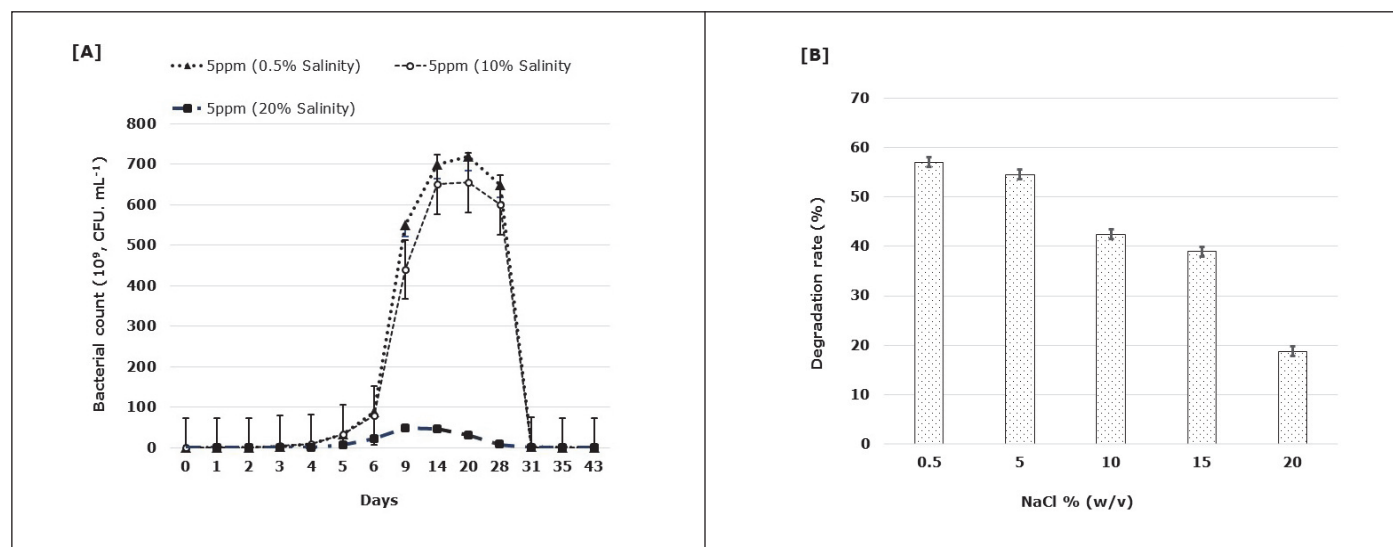 [A]
5ppm (0.5% Salinity)
5ppm (10% Salinity
5ppm (20% Salinity)
Bacterial count (10⁹, CFU. mL⁻¹)
800
700
600
500
400
300
200
100
0
0 1 2 3 4 5 6 9 14 20 28 31 35 43
Days
[B]
Degradation rate (%)
70
60
50
40
30
20
10
0
0.5 5 10 15 20
NaCl % (w/v)